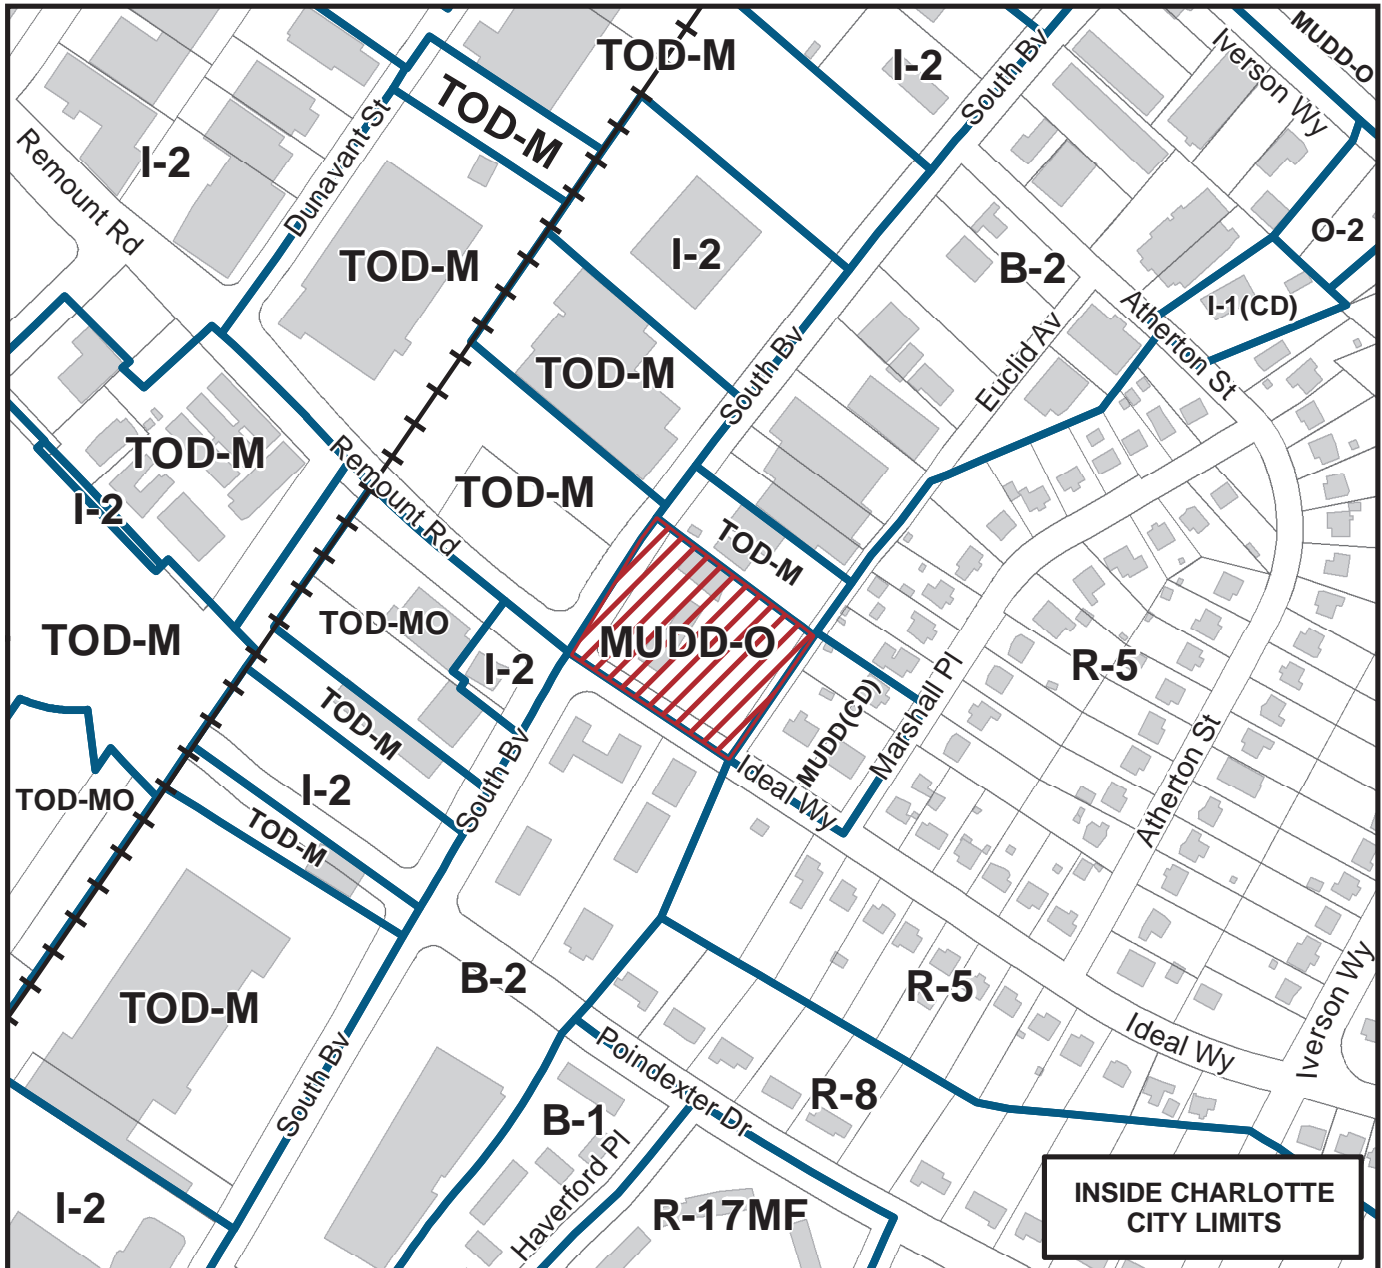 TOD-M
I-2
South Bv
MUDD-O
Iverson Wy
TOD-M
Dunavant St
I-2
Remount Rd
TOD-M
I-2
B-2
O-2
I-1(CD)
Atherton St
Euclid Av
TOD-M
South Bv
TOD-M
I-2
Remount Rd
TOD-M
TOD-M
TOD-MO
I-2
MUDD-O
TOD-M
R-5
MUDD(CD)
Marshall Pl
TOD-M
TOD-M
South Bv
Ideal Wy
Atherton St
I-2
TOD-MO
TOD-M
B-2
R-5
Iverson Wy
TOD-M
Ideal Wy
South Bv
Poindexter Dr
R-8
B-1
Haverford Pl
R-17MF
I-2
INSIDE CHARLOTTE
CITY LIMITS